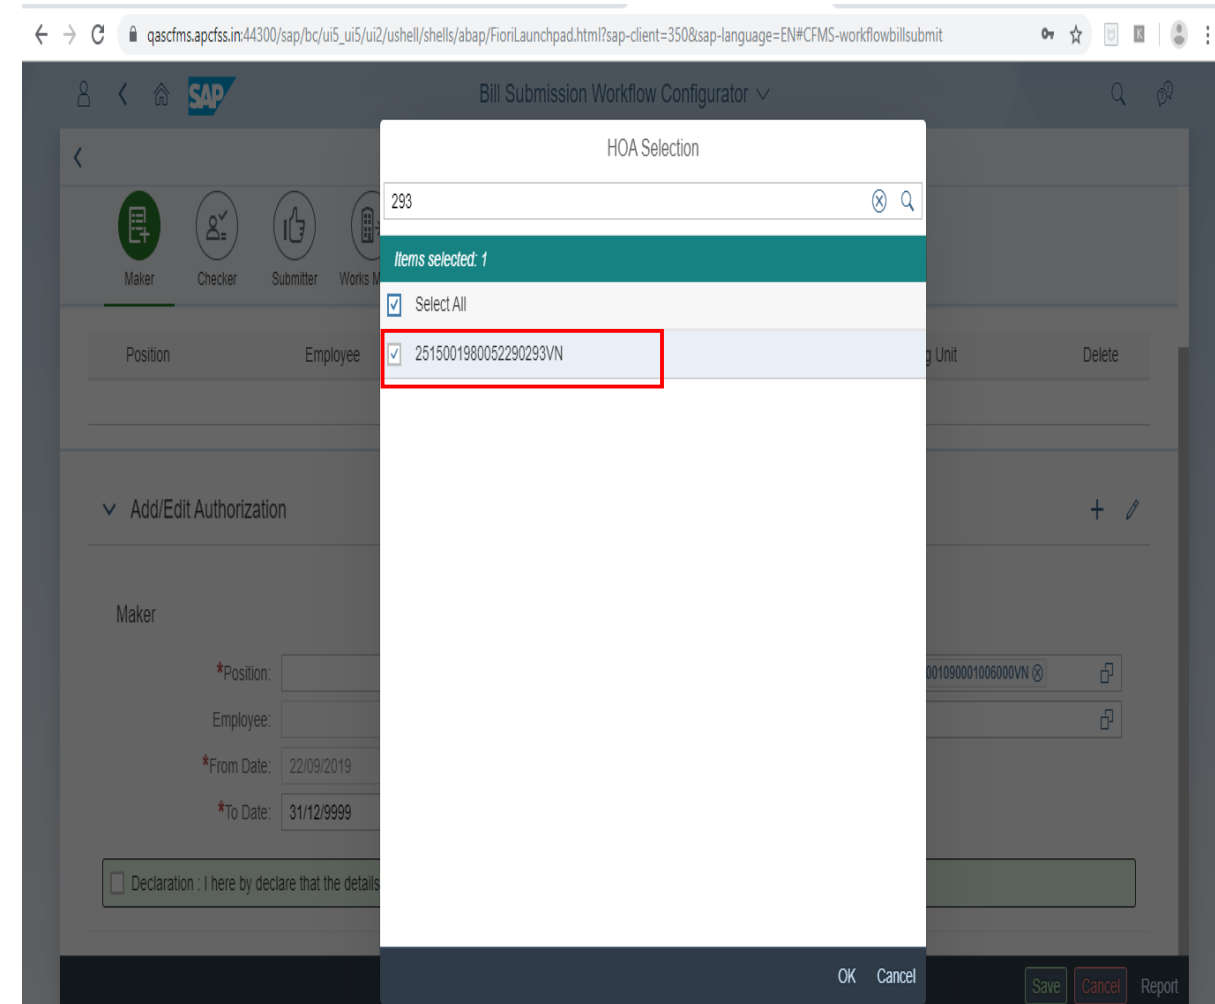 qascfms.apcfss.in:44300/sap/bc/ui5_ui5/ui2/ushell/shells/abap/FioriLaunchpad.html?sap-client=350&sap-language=EN#CFMS-workflowbillsubmit
SAP
Bill Submission Workflow Configurator
HOA Selection
293
Items selected: 1
Maker
Checker
Submitter
Works M
Select All
Position
Employee
2515001980052290293VN
g Unit
Delete
Add/Edit Authorization
Maker
*Position:
001090001006000VN
Employee:
*From Date: 22/09/2019
*To Date: 31/12/9999
Declaration : I here by declare that the details
OK Cancel
Save Cancel Report